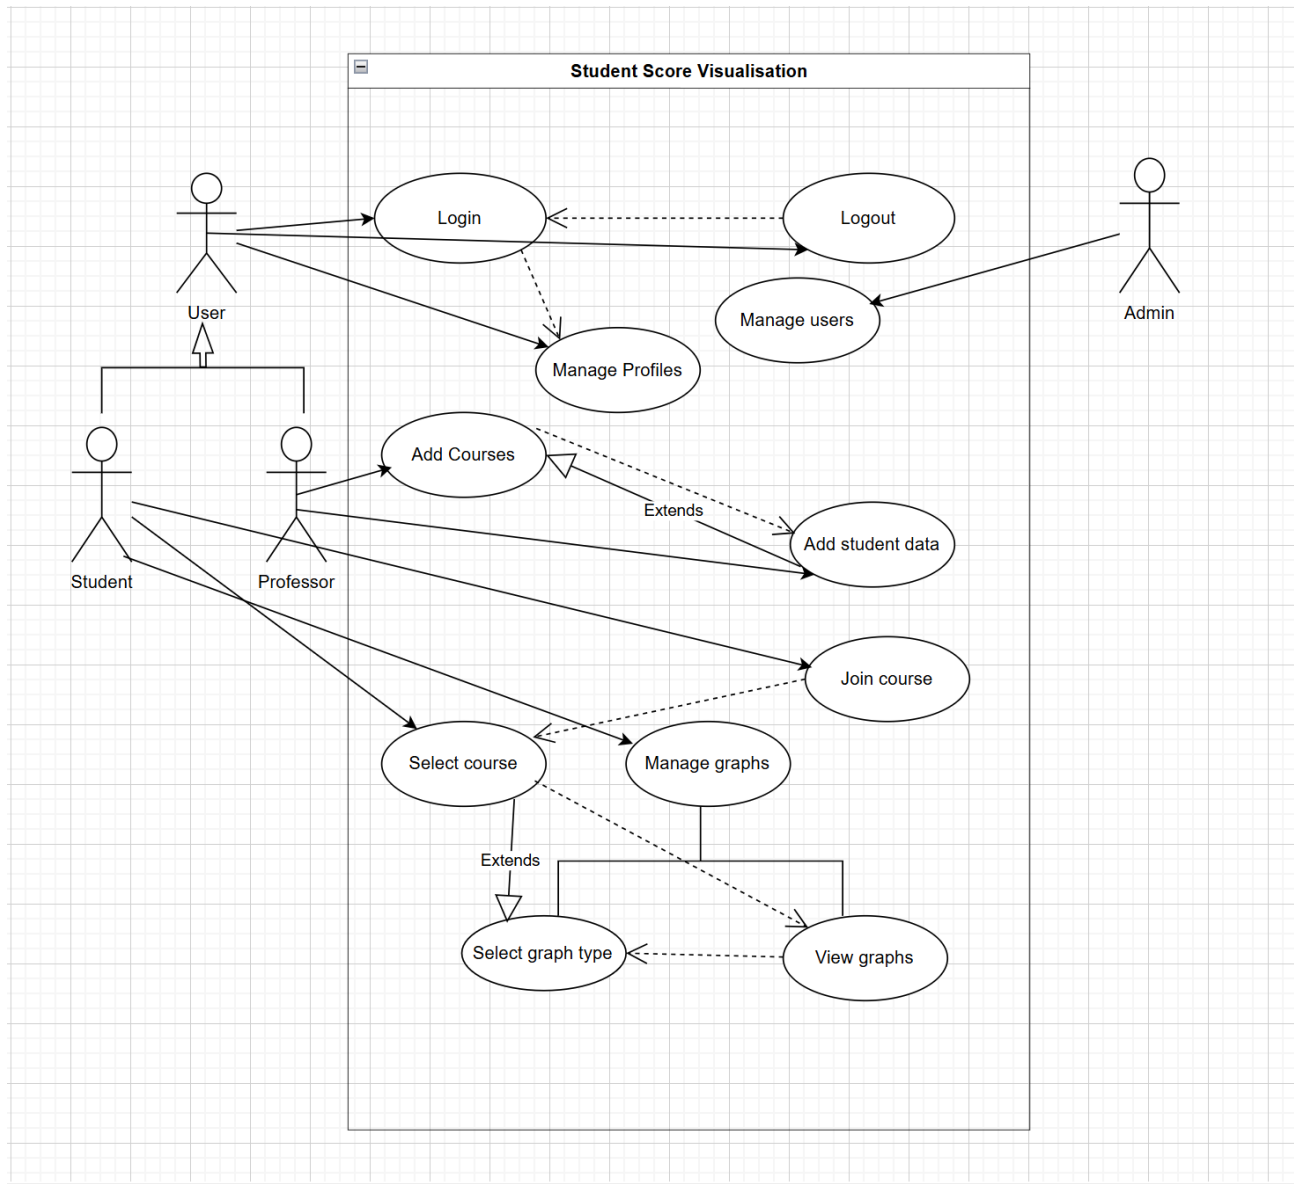 Student Score Visualisation
Login
Logout
User
Admin
Manage users
Manage Profiles
Add Courses
Extends
Add student data
Student
Professor
Join course
Select course
Manage graphs
Extends
Select graph type
View graphs